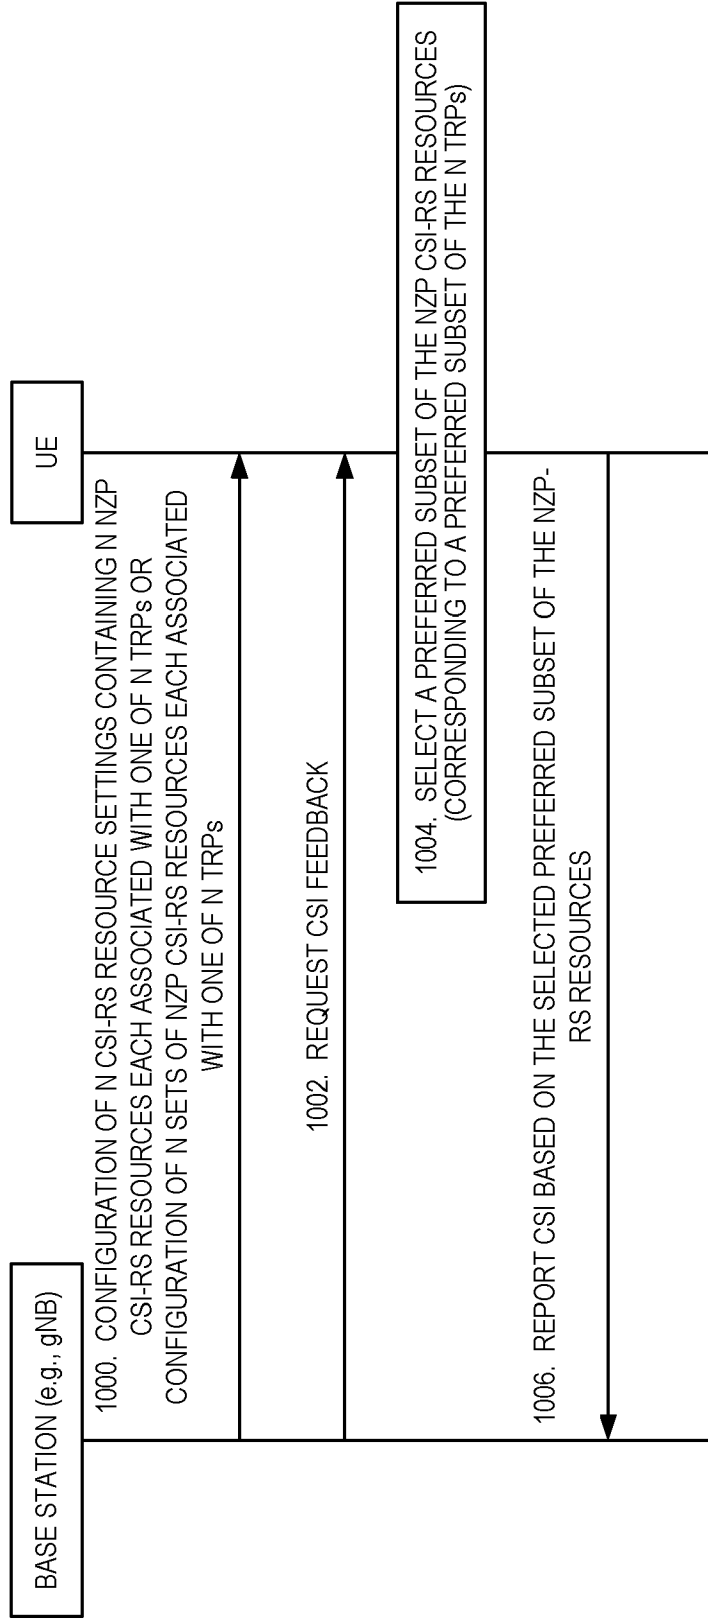 BASE STATION (e.g., gNB)
UE
1000. CONFIGURATION OF N CSI-RS RESOURCE SETTINGS CONTAINING N NZP
CSI-RS RESOURCES EACH ASSOCIATED WITH ONE OF N TRPs OR
CONFIGURATION OF N SETS OF NZP CSI-RS RESOURCES EACH ASSOCIATED
WITH ONE OF N TRPs
1002. REQUEST CSI FEEDBACK
1004. SELECT A PREFERRED SUBSET OF THE NZP CSI-RS RESOURCES
(CORRESPONDING TO A PREFERRED SUBSET OF THE N TRPs)
1006. REPORT CSI BASED ON THE SELECTED PREFERRED SUBSET OF THE NZP-
RS RESOURCES